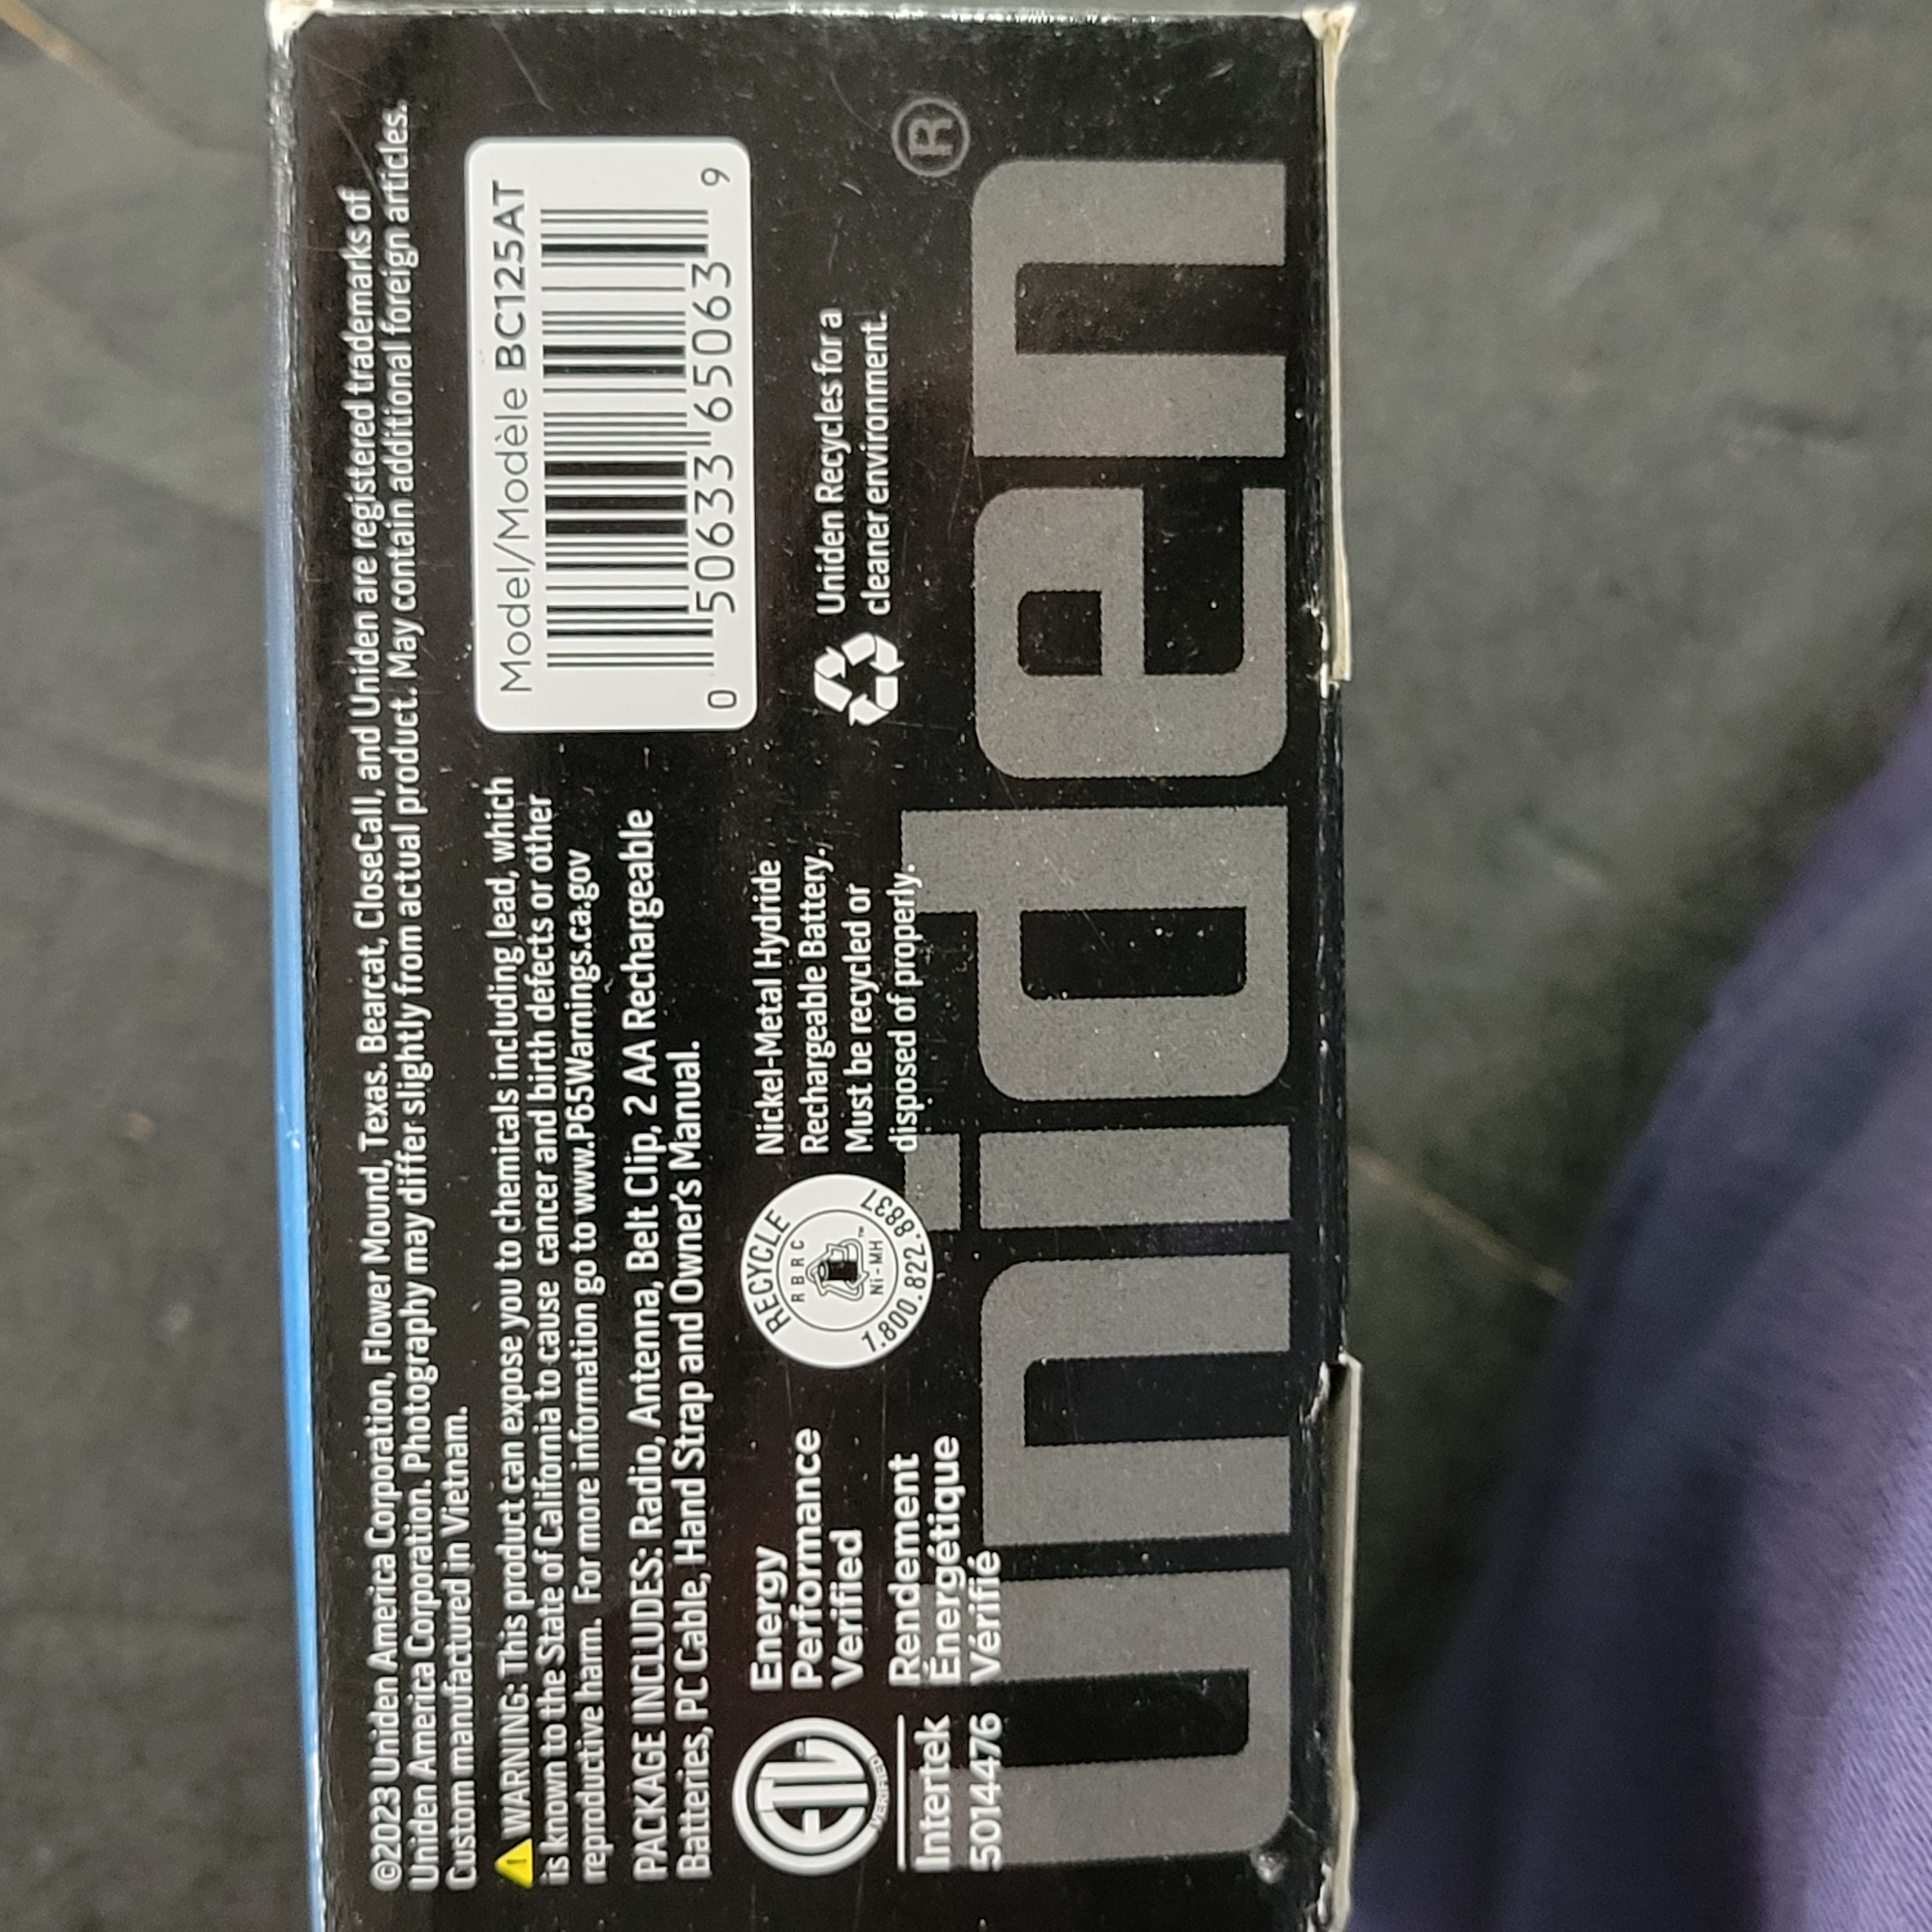 ©2023 Uniden America Corporation, Flower Mound, Texas. Bearcat, CloseCall, and Uniden are registered trademarks of
Uniden America Corporation. Photography may differ slightly from actual product. May contain additional foreign articles.
Custom manufactured in Vietnam.
WARNING: This product can expose you to chemicals including lead, which
is known to the State of California to cause cancer and birth defects or other
reproductive harm. For more information go to www.P65Warnings.ca.gov
PACKAGE INCLUDES: Radio, Antenna, Belt Clip, 2 AA Rechargeable
Batteries, PC Cable, Hand Strap and Owner's Manual.
Model/Modèle BC125AT
0 50633 65063 9
ETL
VERIFIED
Intertek
5014476
Energy
Performance
Verified
Rendement
Énergétique
Vérifié
RECYCLE
RBRC
Ni-MH™
1.800.822.8837
Nickel-Metal Hydride
Rechargeable Battery.
Must be recycled or
disposed of properly.
Uniden Recycles for a
cleaner environment.
uniden®